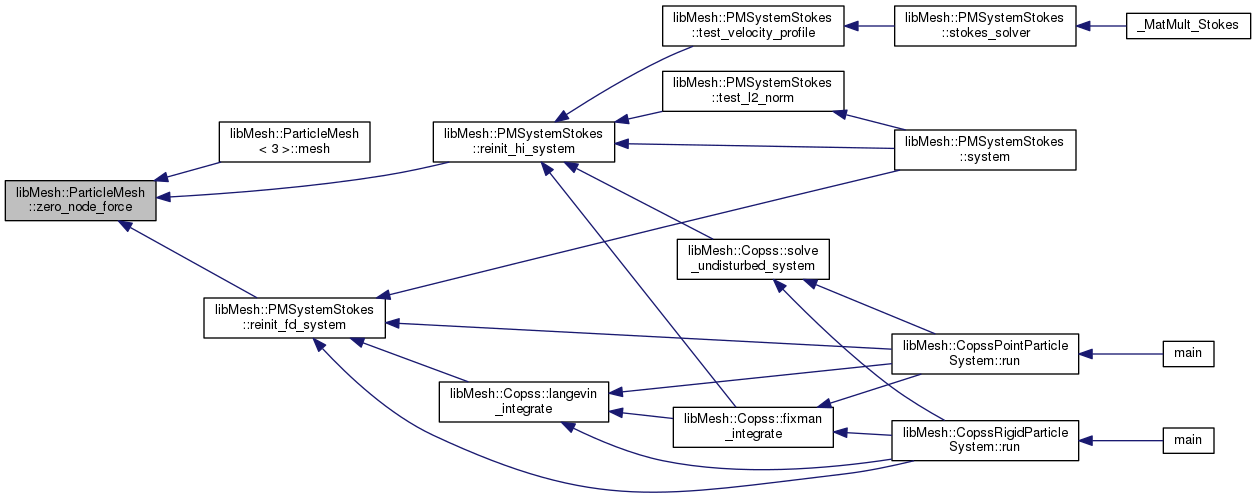 libMesh::PMSystemStokes
::test_velocity_profile
libMesh::PMSystemStokes
::stokes_solver
_MatMult_Stokes
libMesh::PMSystemStokes
::test_l2_norm
libMesh::ParticleMesh
< 3 >::mesh
libMesh::PMSystemStokes
::reinit_hi_system
libMesh::PMSystemStokes
::system
libMesh::ParticleMesh
::zero_node_force
libMesh::Copss::solve
_undisturbed_system
libMesh::PMSystemStokes
::reinit_fd_system
libMesh::CopssPointParticle
System::run
main
libMesh::Copss::langevin
_integrate
libMesh::Copss::fixman
_integrate
libMesh::CopssRigidParticle
System::run
main